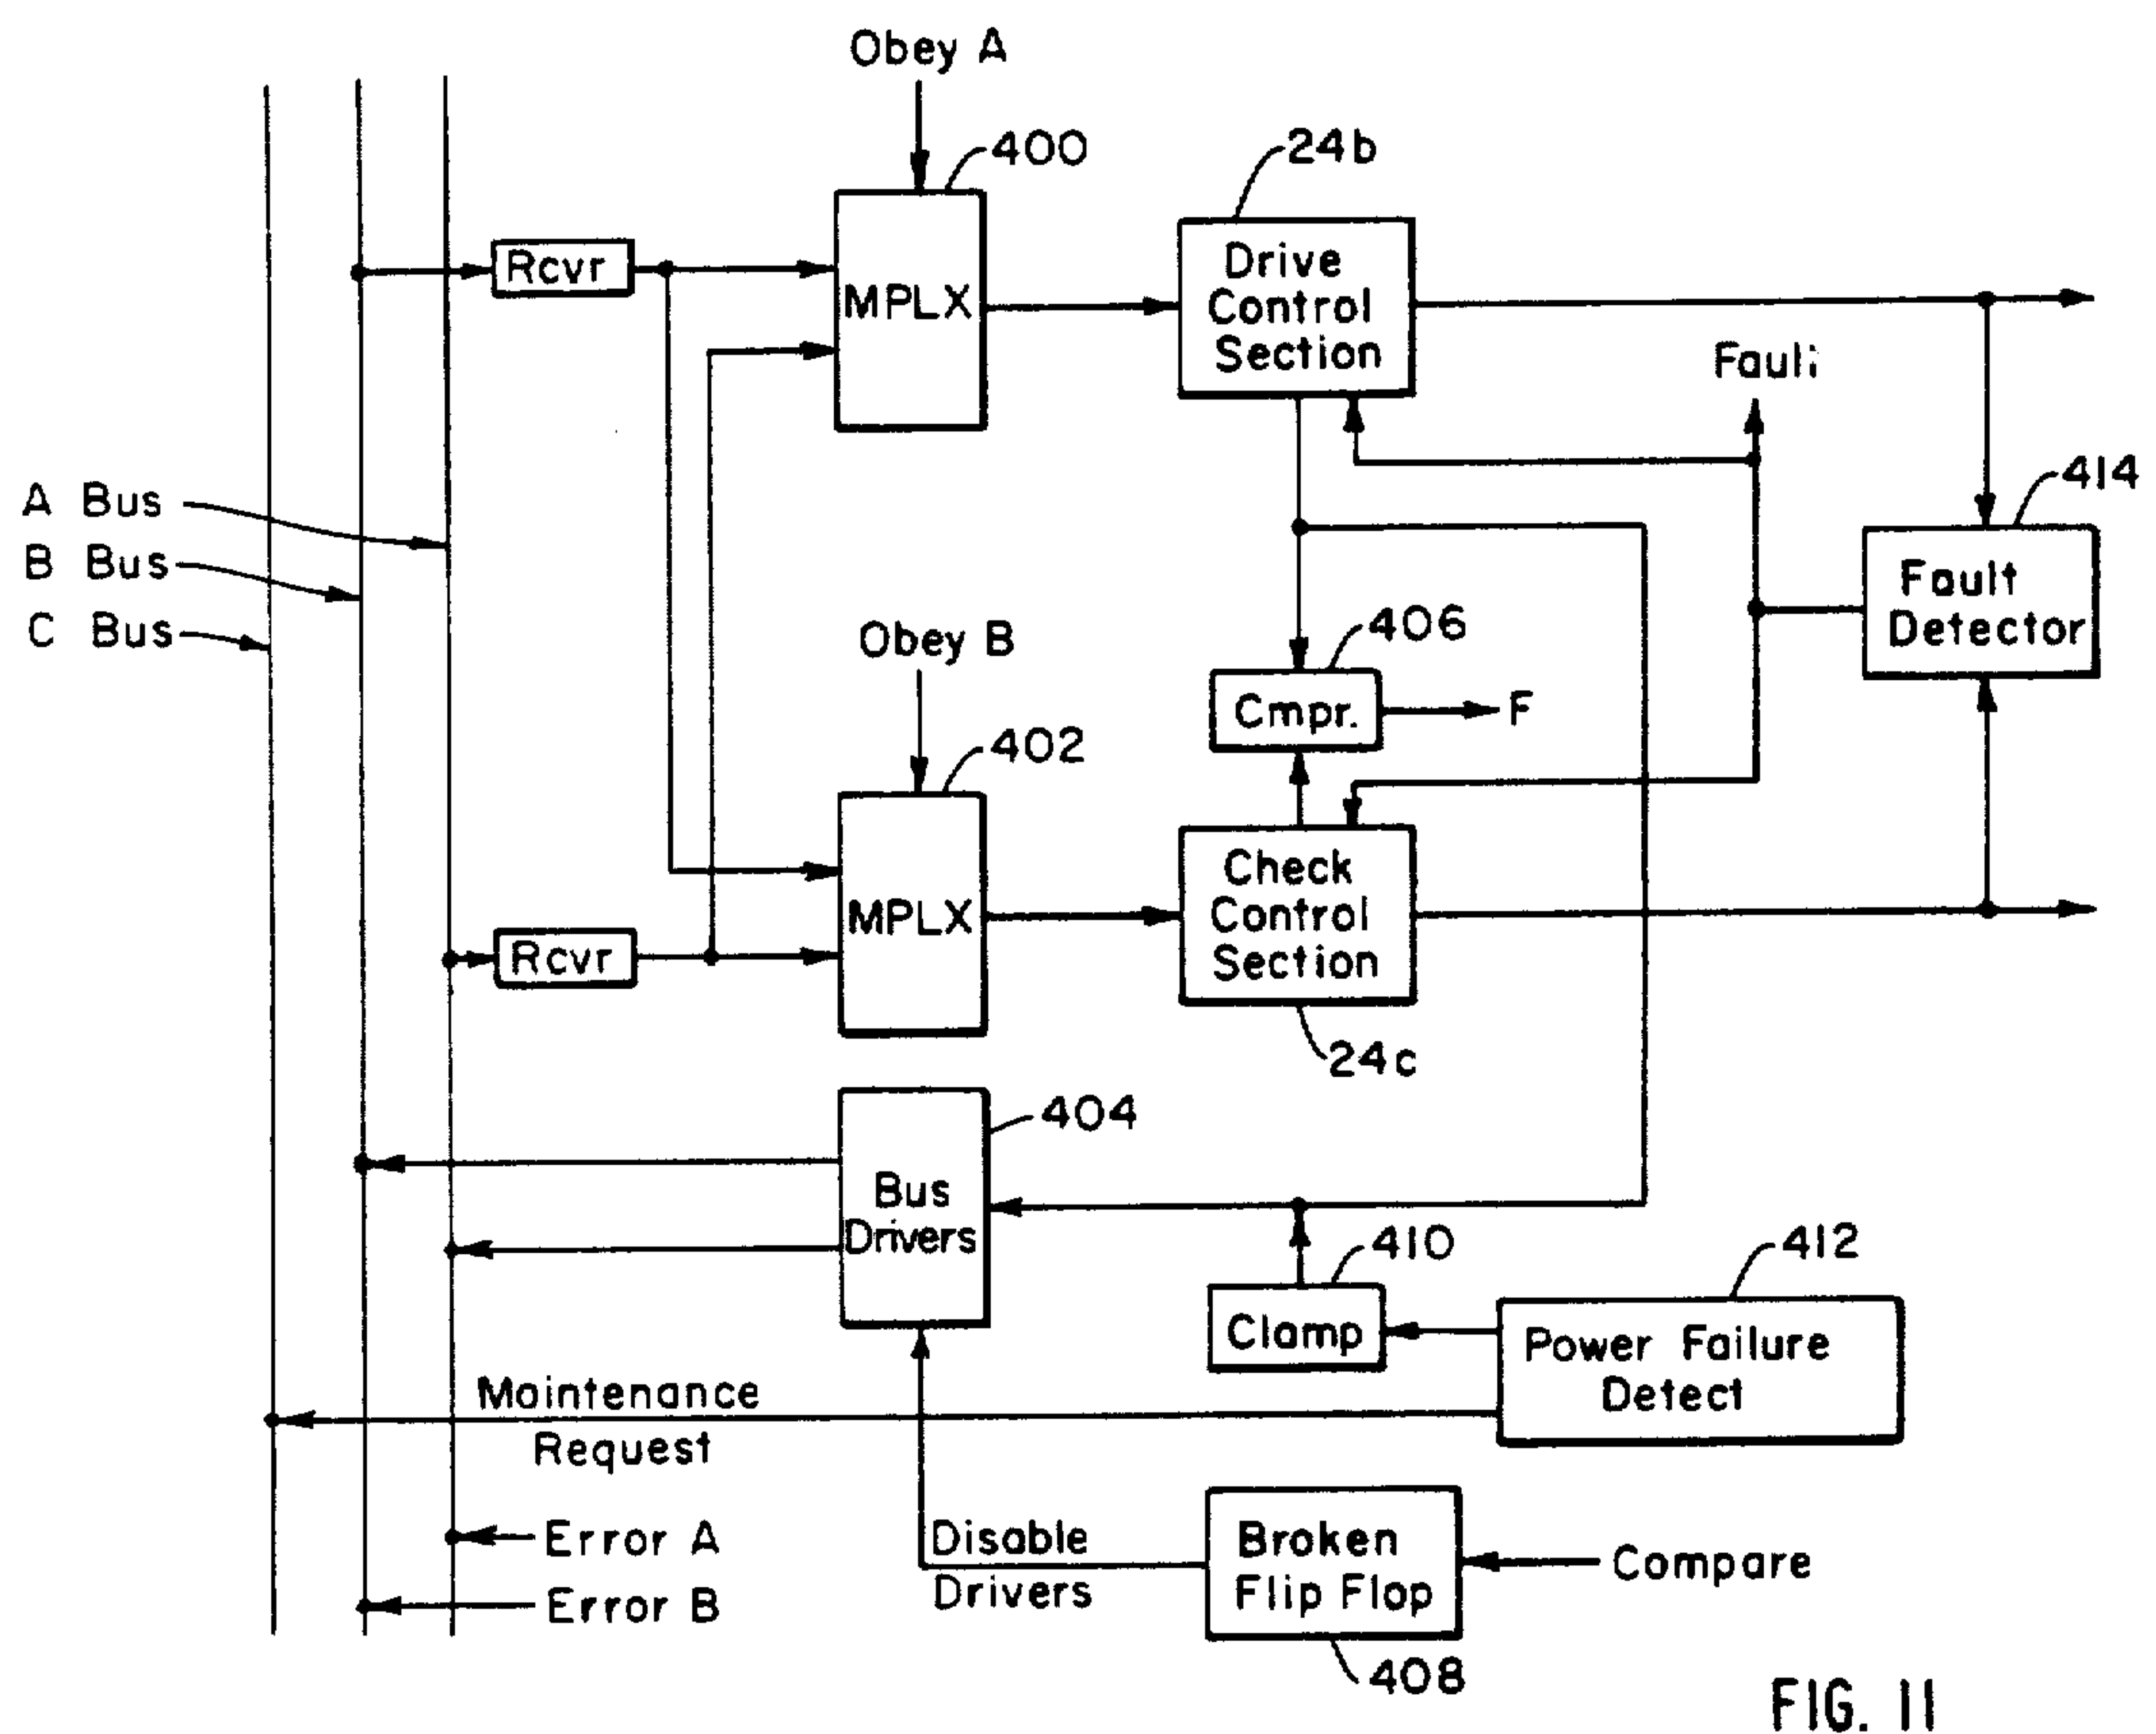 Obey A
400
24b
Rcvr
MPLX
Drive
Control
Section
Fauli
414
A Bus
B Bus
C Bus
Fault
Detector
Obey B
406
Cmpr.
F
402
Check
Control
Section
MPLX
Rcvr
24c
404
Bus
Drivers
410
412
Clamp
Power Failure
Detect
Maintenance
Request
Error A
Error B
Disable
Drivers
Broken
Flip Flop
Compare
408
FIG. 11